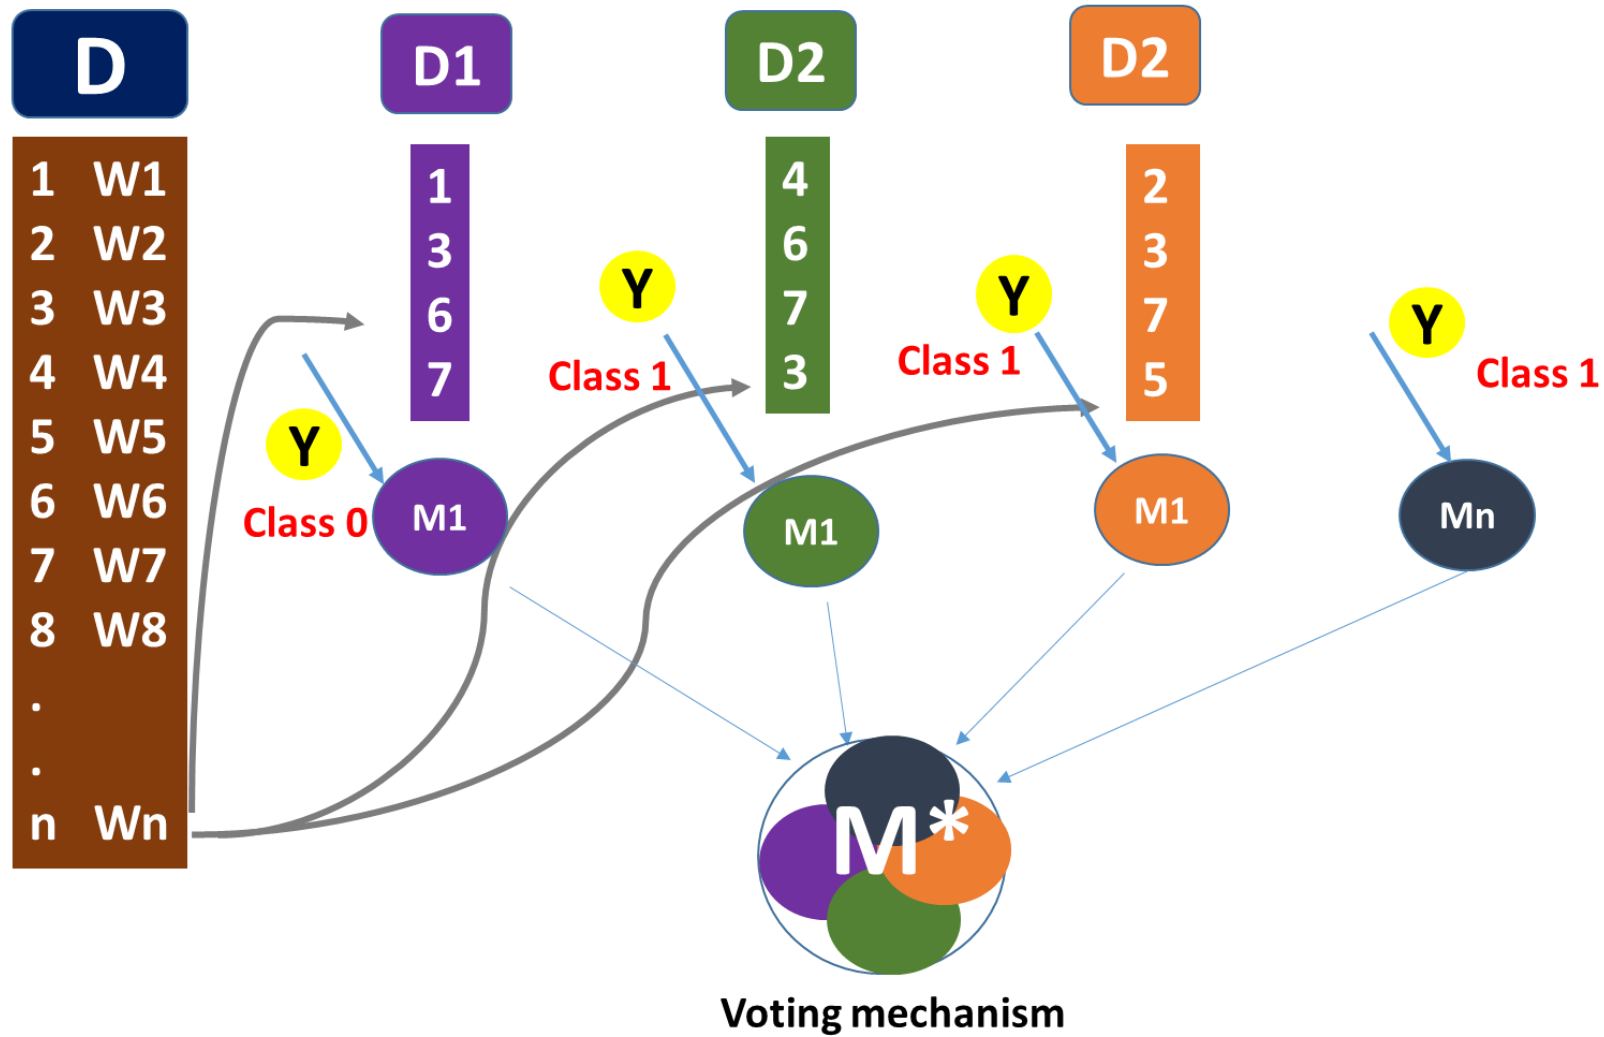 D
D1
D2
D2
1 W1
2 W2
3 W3
4 W4
5 W5
6 W6
7 W7
8 W8
.
.
n Wn
1
3
6
7
4
6
7
3
2
3
7
5
Y
Class 0
M1
Y
Class 1
M1
Y
Class 1
M1
Y
Class 1
Mn
M*
Voting mechanism